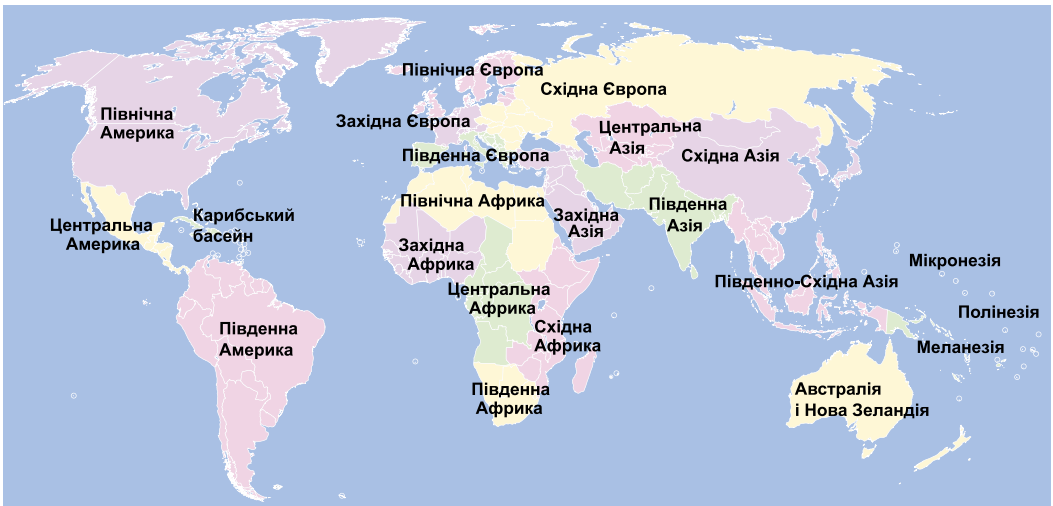 Північна Європа
Східна Європа
Північна
Америка
Західна Європа
Центральна
Азія
Південна Європа
Східна Азія
Північна Африка
Карибський
басейн
Центральна
Америка
Західна
Азія
Південна
Азія
Західна
Африка
Мікронезія
Центральна
Африка
Південно-Східна Азія
Полінезія
Південна
Америка
Східна
Африка
Меланезія
Південна
Африка
Австралія
і Нова Зеландія